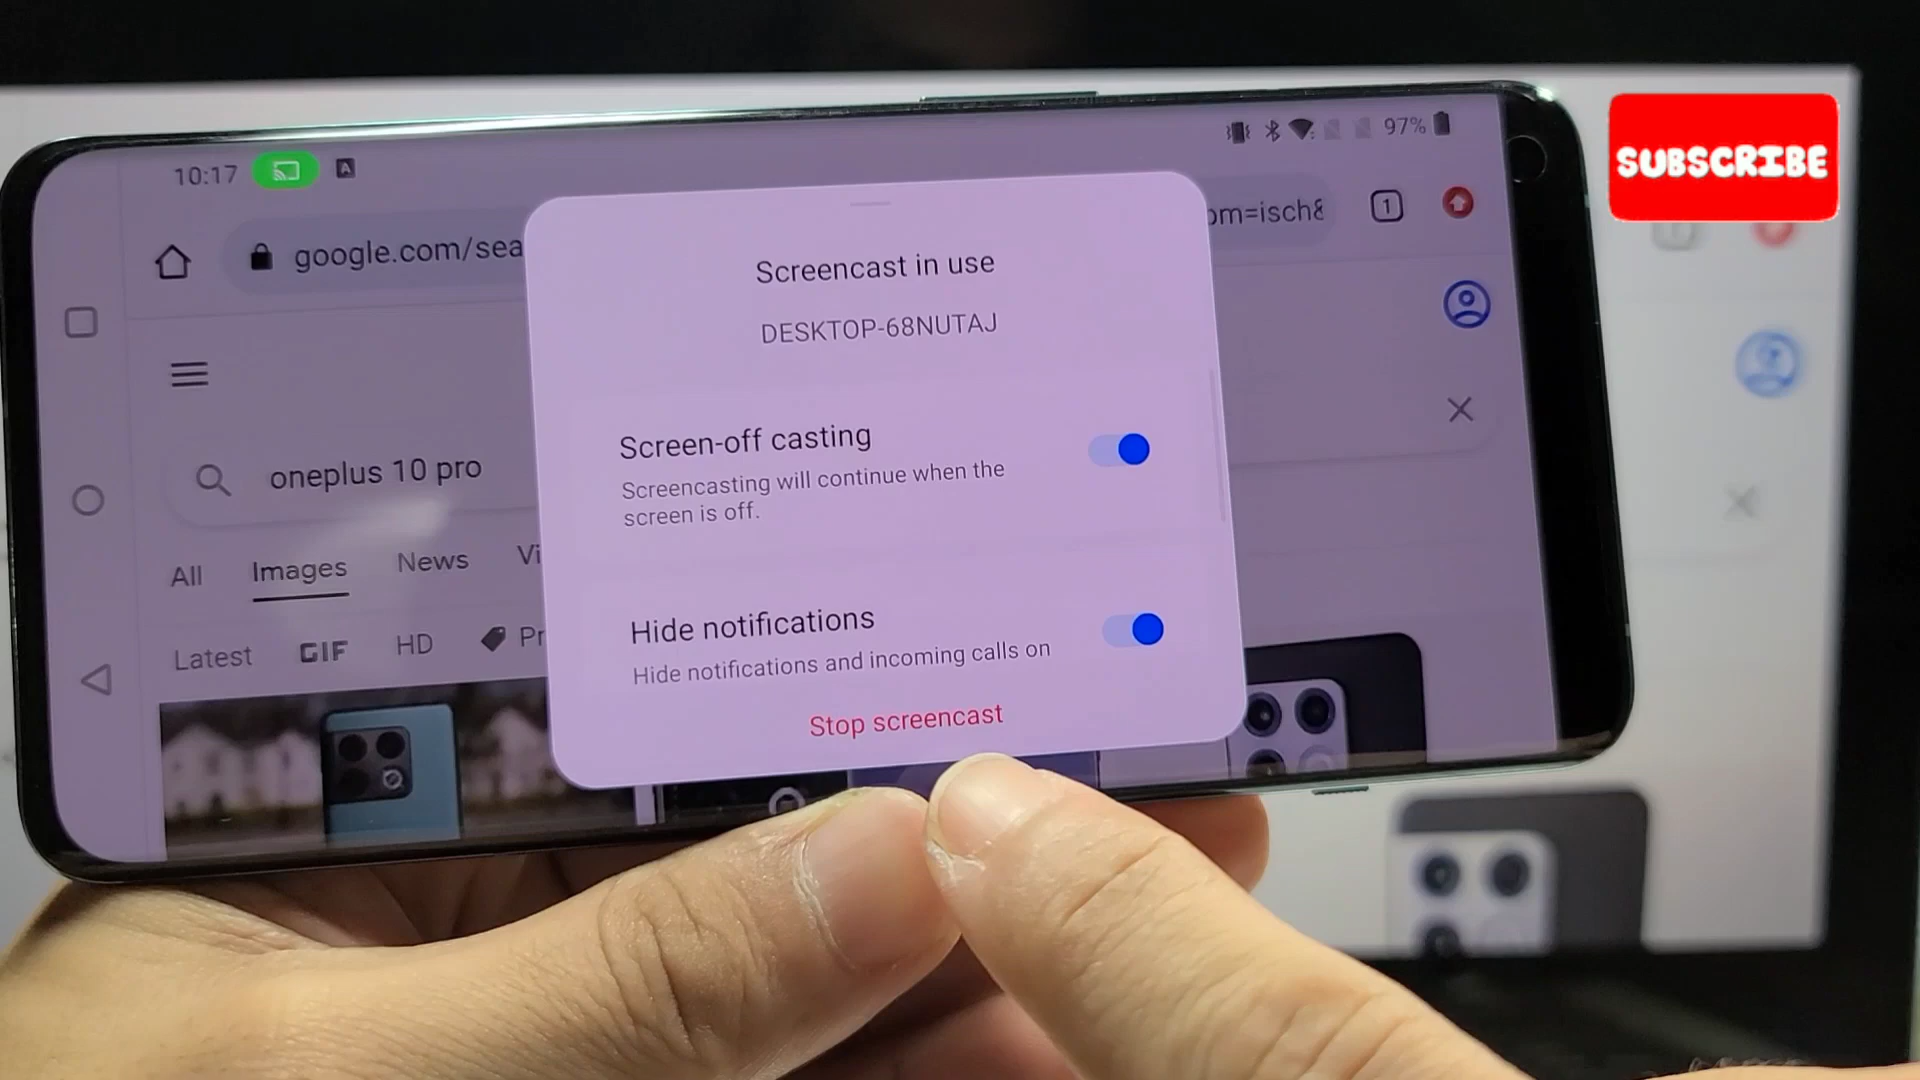 10:17
A
97%
SUBSCRIBE
google.com/sea
om=isch&
1
Screencast in use
DESKTOP-68NUTAJ
oneplus 10 pro
Screen-off casting
Screencasting will continue when the
screen is off.
All Images News Vi
Latest GIF HD Pr
Hide notifications
Hide notifications and incoming calls on
Stop screencast